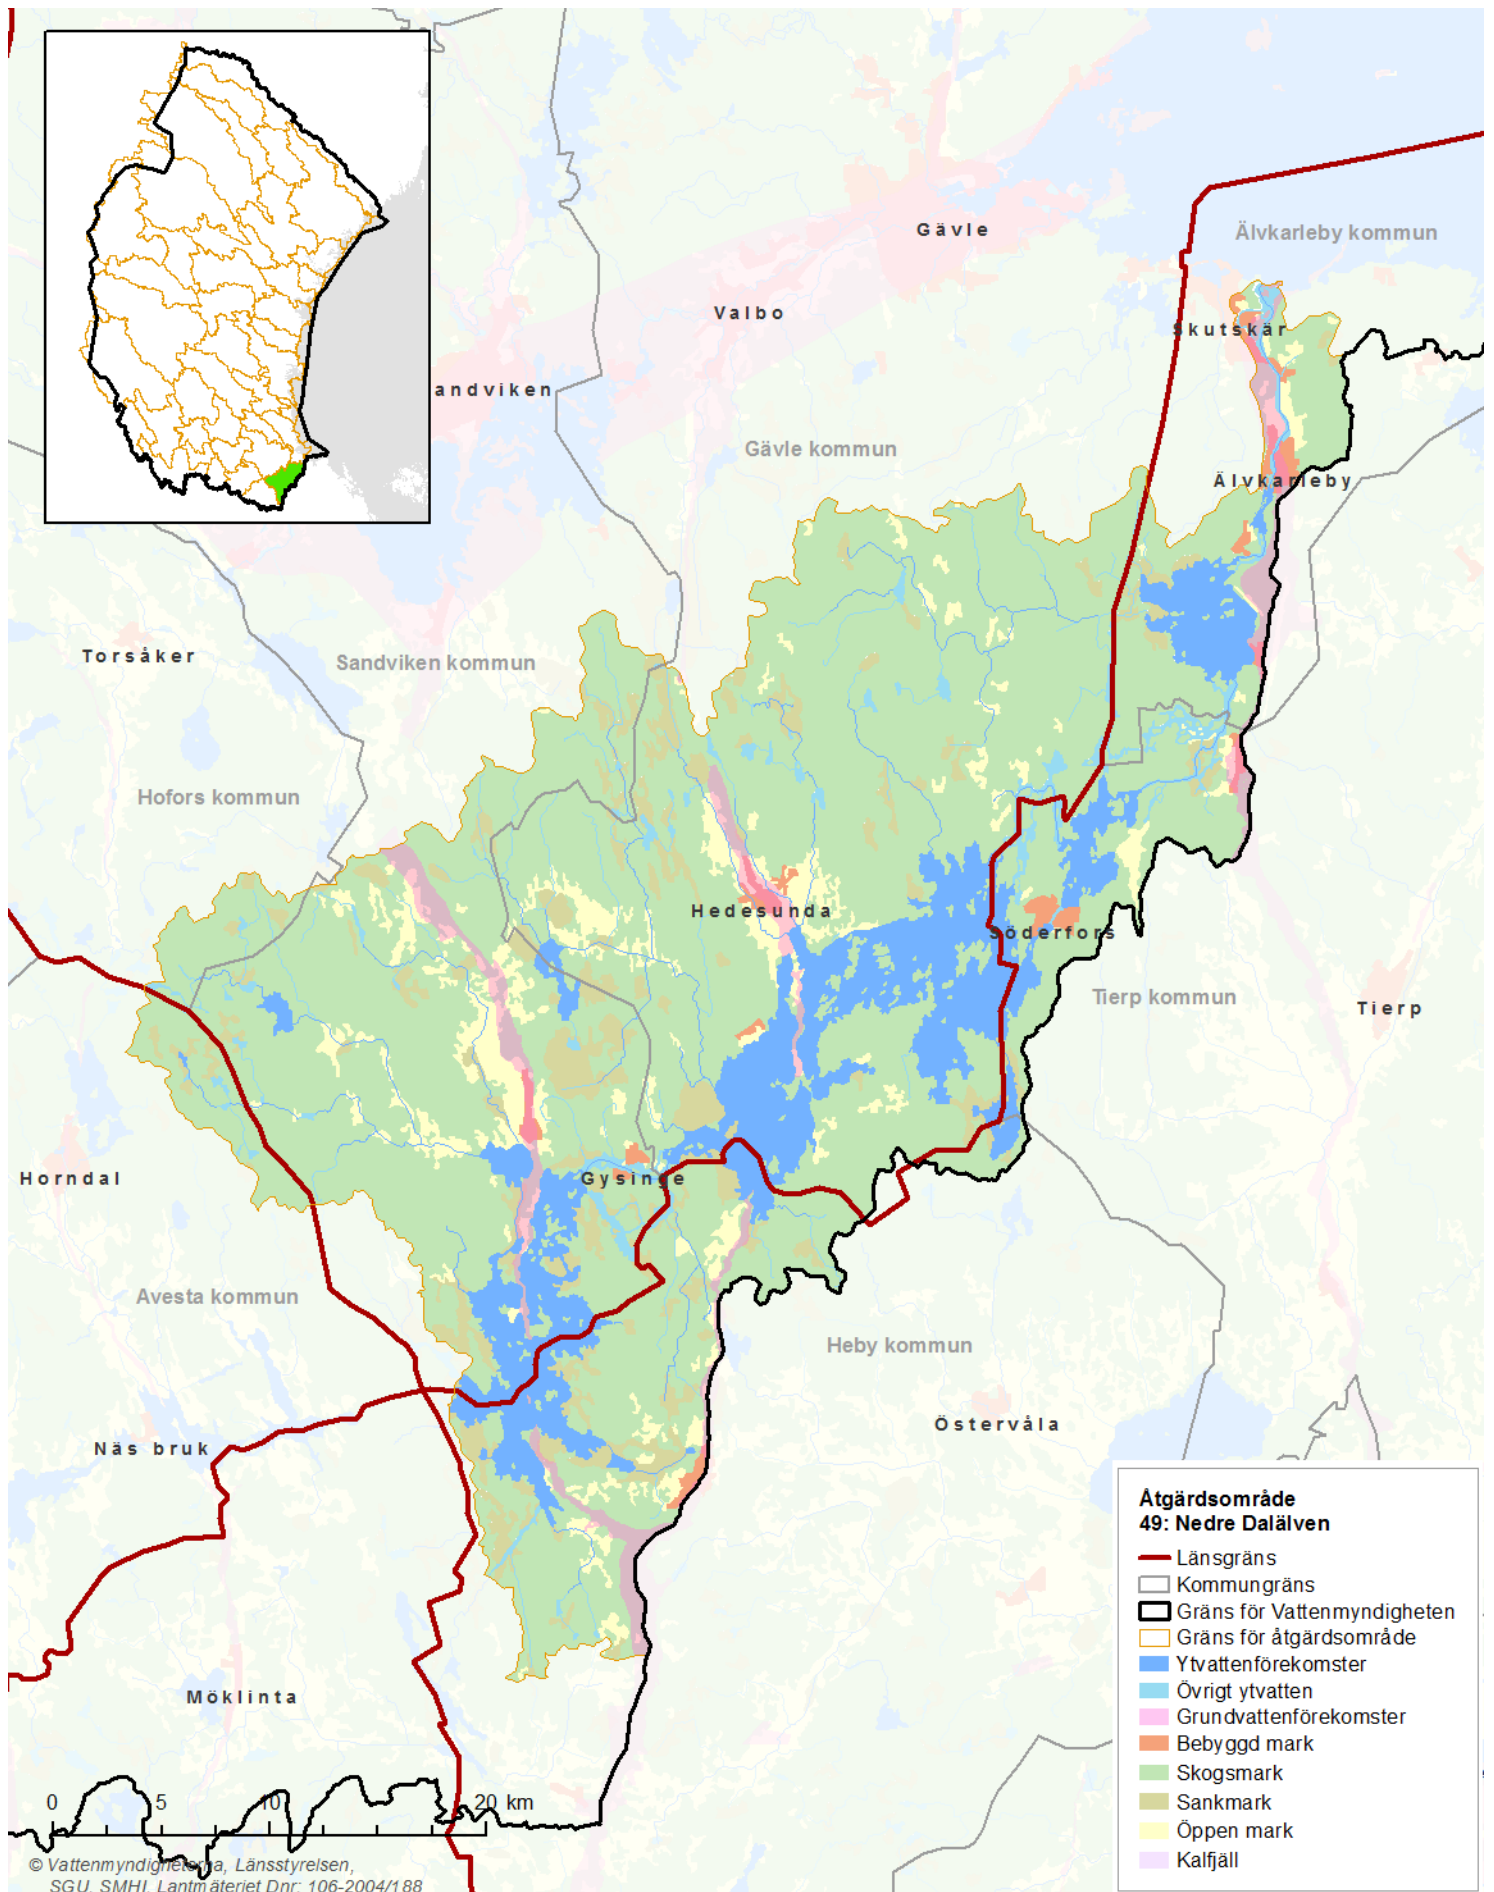 Gävle
Älvkarleby kommun
Valbo
Skutskär
andviken
Gävle kommun
Älvkarleby
Torsåker
Sandviken kommun
Hofors kommun
Hedesunda
Söderfors
Tierp kommun
Tierp
Horndal
Gysinge
Avesta kommun
Heby kommun
Östervåla
Näs bruk
Möklinta
Åtgärdsområde
49: Nedre Dalälven
Länsgräns
Kommungräns
Gräns för Vattenmyndigheten
Gräns för åtgärdsområde
Ytvattenförekomster
Övrigt ytvatten
Grundvattenförekomster
Bebyggd mark
Skogsmark
Sankmark
Öppen mark
Kalfjäll
0 5 10 20 km
© Vattenmyndigheterna, Länsstyrelsen,
SGU, SMHI, Lantmäteriet Dnr: 106-2004/188